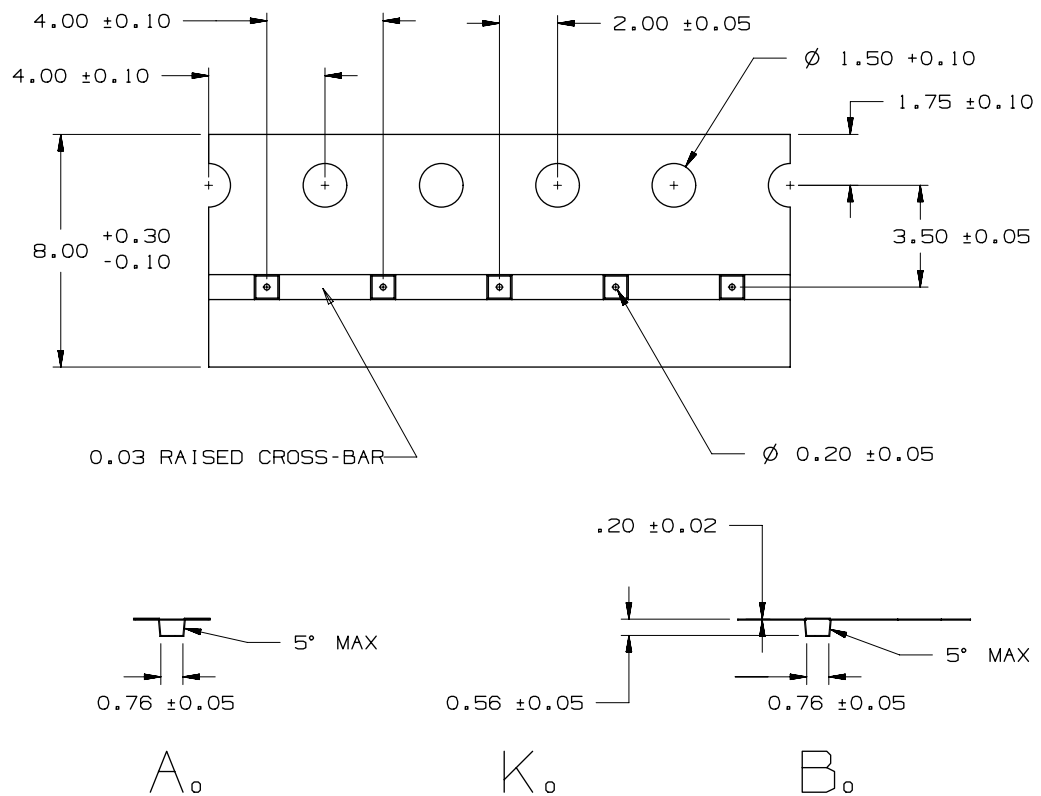 4.00 ±0.10
2.00 ±0.05
4.00 ±0.10
Ø 1.50 +0.10
1.75 ±0.10
8.00 +0.30 -0.10
3.50 ±0.05
0.03 RAISED CROSS-BAR
Ø 0.20 ±0.05
.20 ±0.02
5° MAX
5° MAX
0.76 ±0.05
0.56 ±0.05
0.76 ±0.05
A₀
K₀
B₀